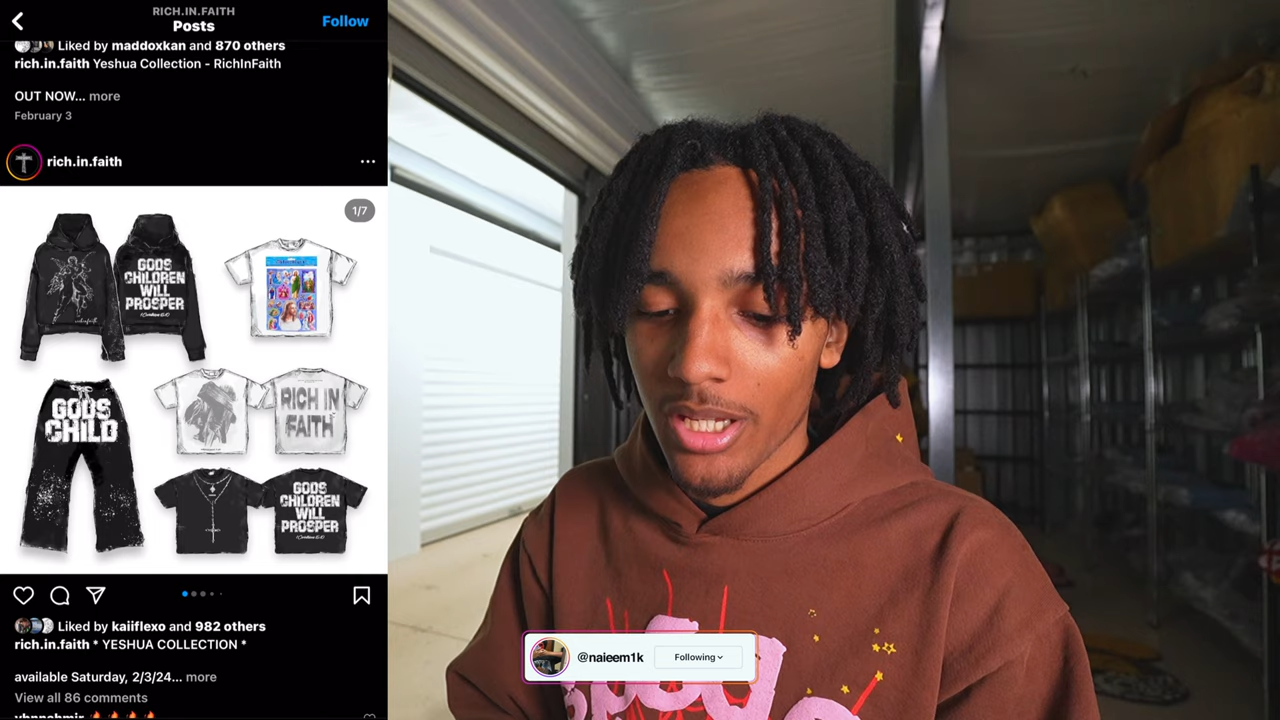 RICH.IN.FAITH
Posts
Follow
Liked by maddoxkan and 870 others
rich.in.faith Yeshua Collection - RichInFaith
OUT NOW... more
February 3
rich.in.faith
1/7
GODS
CHILDREN
WILL
PROSPER
GODS
CHILD
RICH IN
FAITH
GODS
CHILDREN
WILL
PROSPER
Liked by kaiiflexo and 982 others
rich.in.faith * YESHUA COLLECTION *
available Saturday, 2/3/24... more
View all 86 comments
@naieem1k
Following